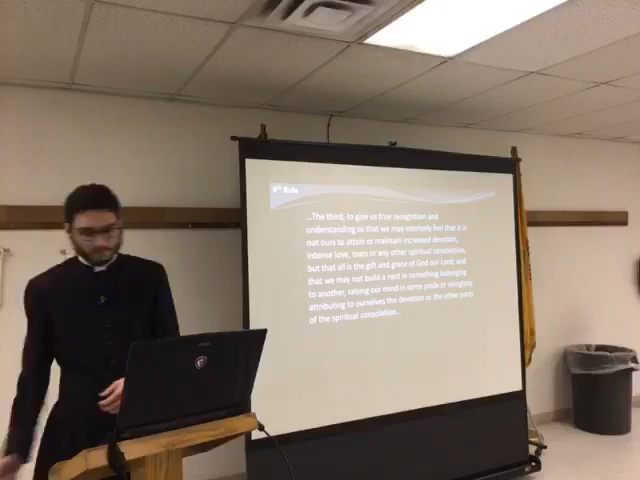 9th Rule
...The third, to give us true recognition and
understanding so that we may interiorly feel that it is
not ours to attain or maintain increased devotion,
intense love, tears or any other spiritual consolation,
but that all is the gift and grace of God our Lord, and
that we may not build a nest in something belonging
to another, raising our mind in some pride or vainglory,
attributing to ourselves the devotion or the other parts
of the spiritual consolation...